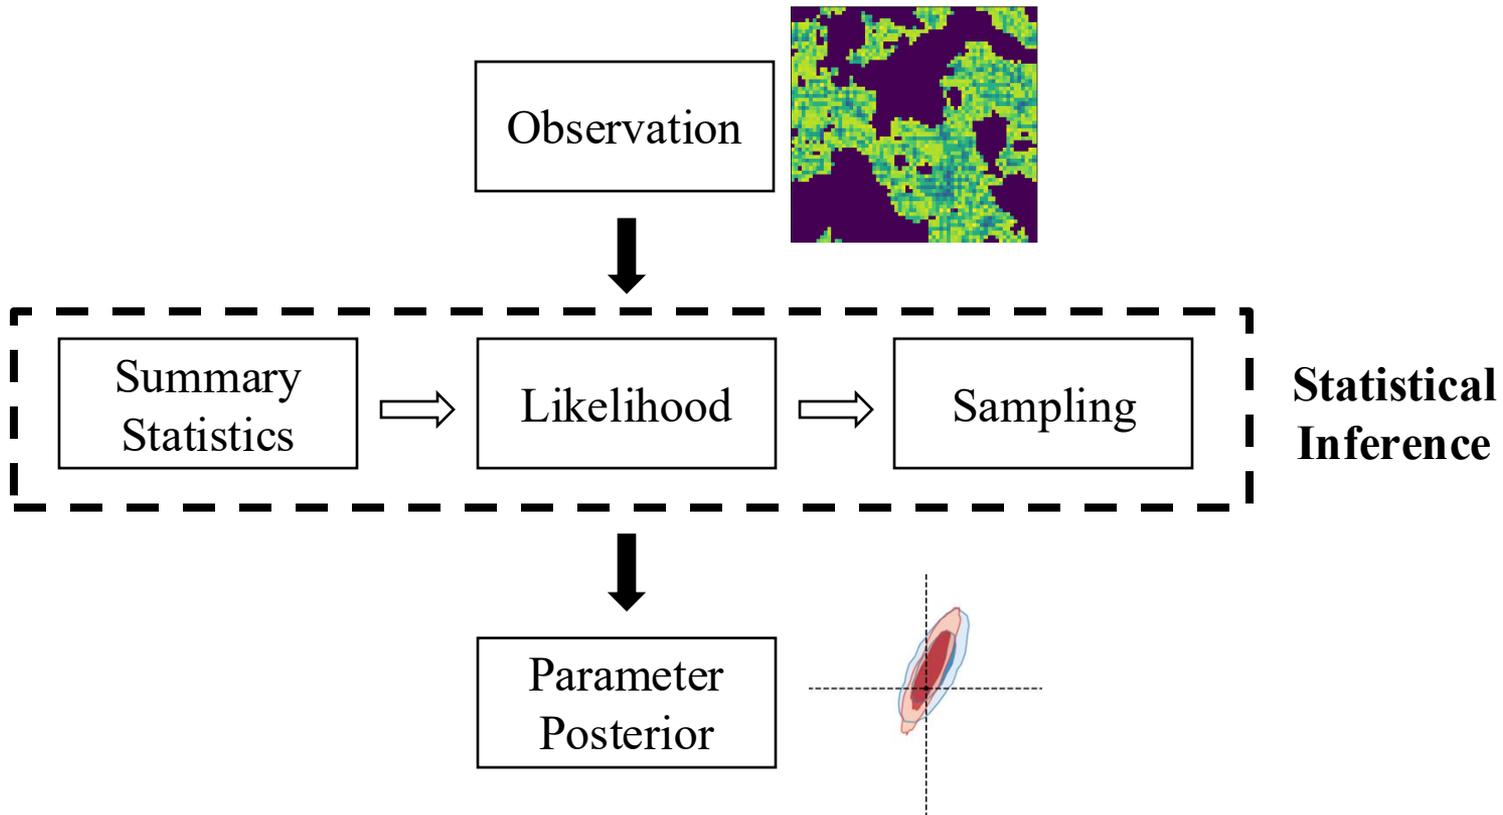 Observation
Summary
Statistics
Likelihood
Sampling
Statistical
Inference
Parameter
Posterior